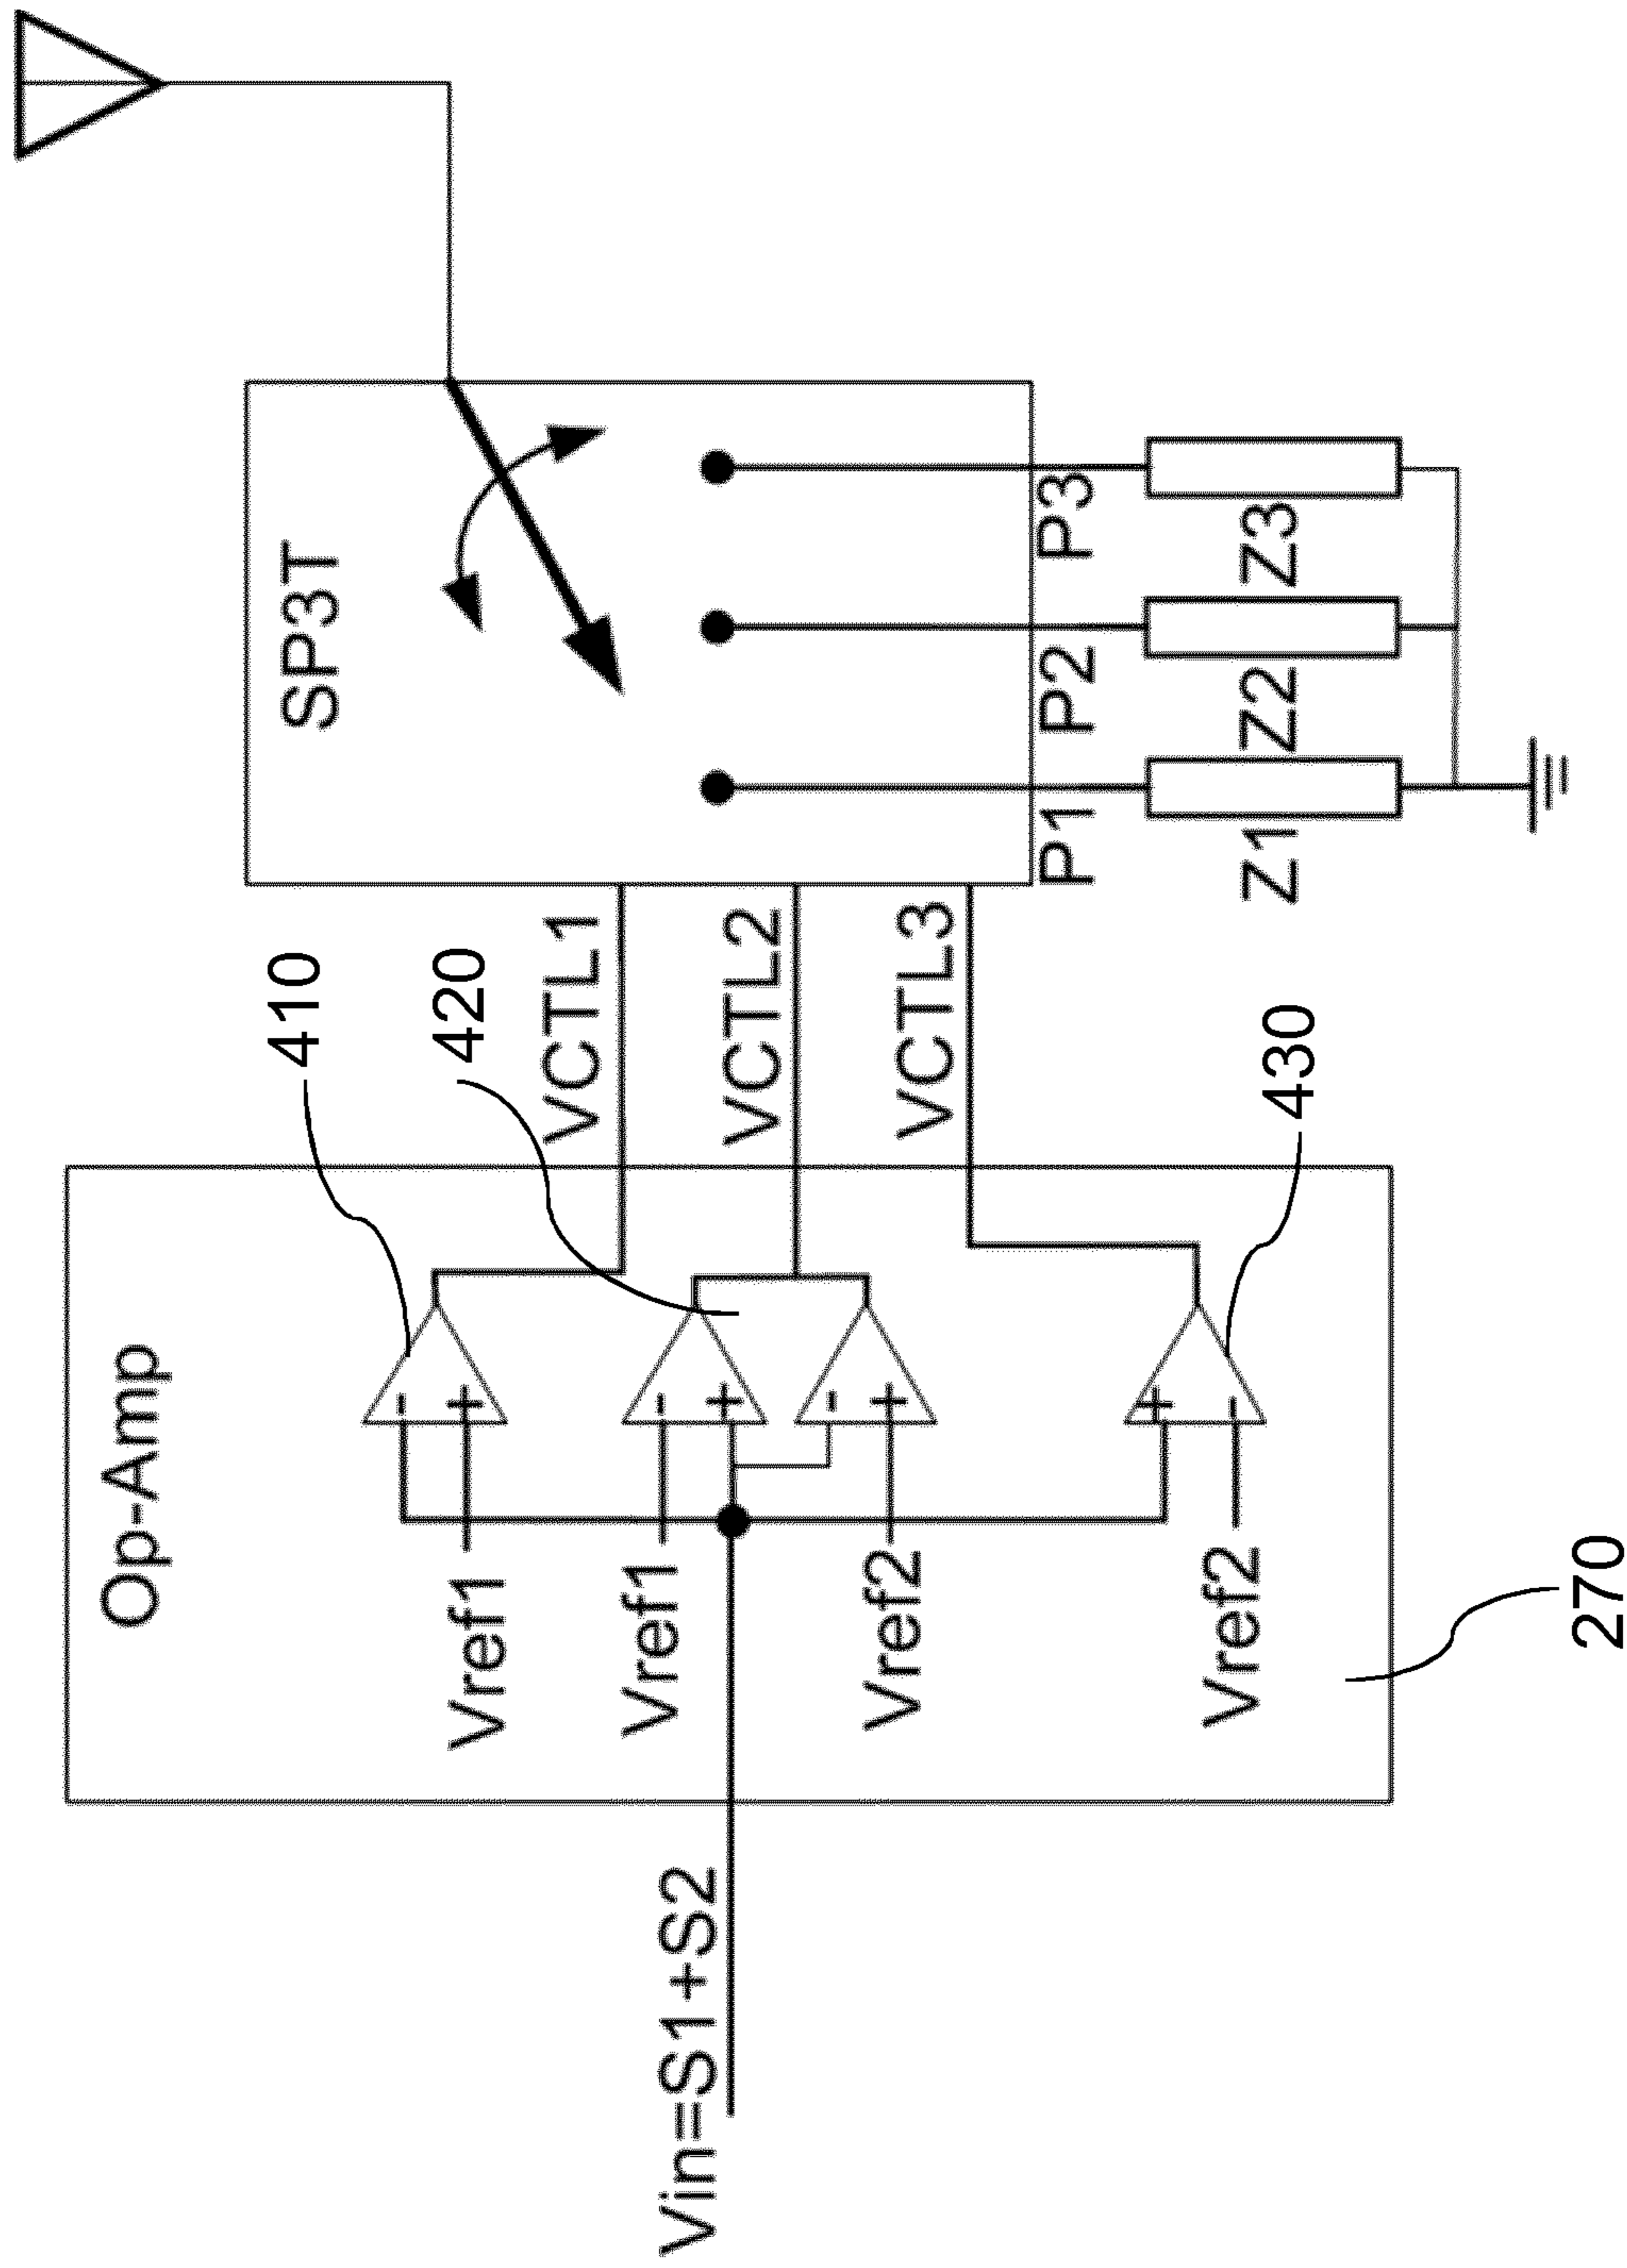 Op-Amp
SP3T
410
420
VCTL1
VCTL2
VCTL3
-
+
Vref1
-
+
Vref1
-
+
Vref2
+
-
Vref2
Vin=S1+S2
430
270
P1
P2
P3
Z1
Z2
Z3